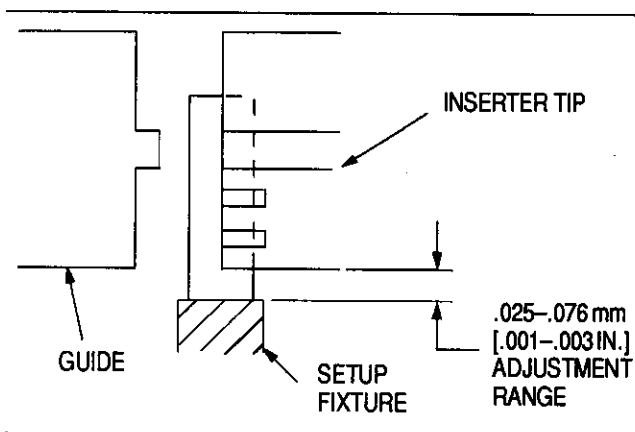 INSERTER TIP
.025–.076 mm
[.001–.003 IN.]
ADJUSTMENT
RANGE
GUIDE
SETUP
FIXTURE